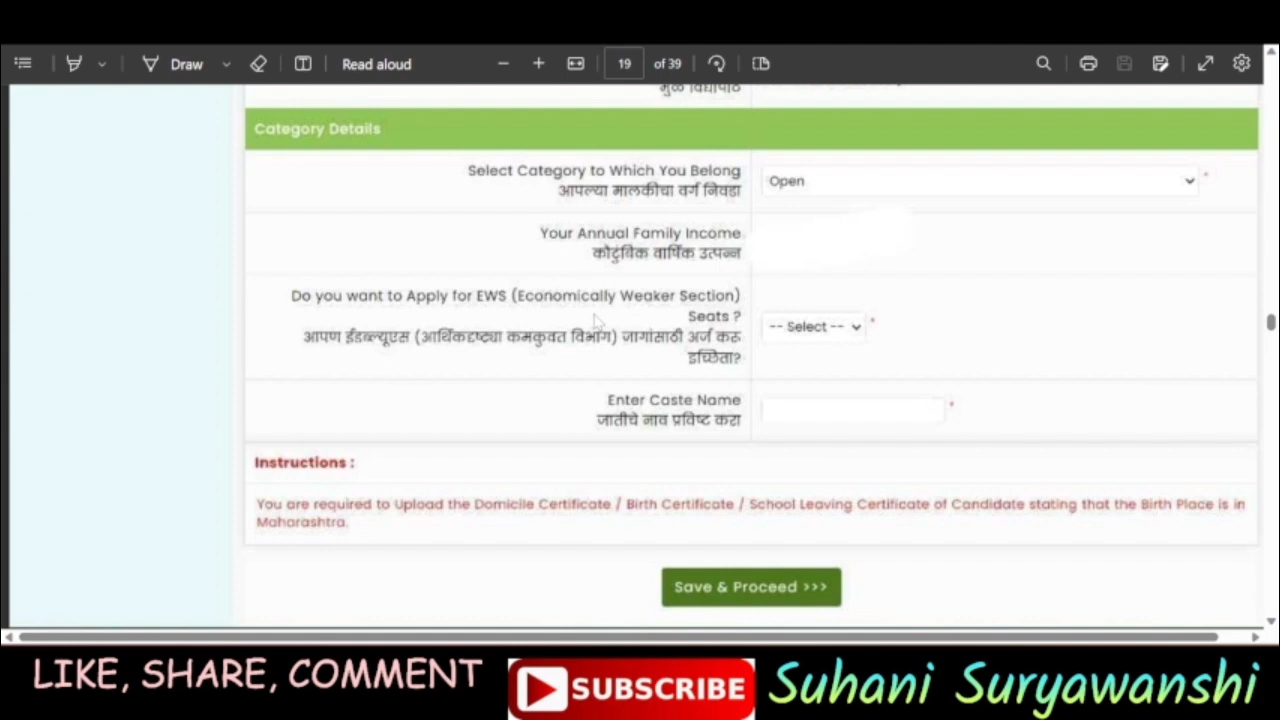 Draw
Read aloud
19 of 39
मुळ विद्यापीठ
Category Details
Select Category to Which You Belong
आपल्या मालकीचा वर्ग निवडा
Open
*
Your Annual Family Income
कौटुंबिक वार्षिक उत्पन्न
Do you want to Apply for EWS (Economically Weaker Section)
Seats ?
आपण ईडब्ल्यूएस (आर्थिकदृष्ट्या कमकुवत विभाग) जागांसाठी अर्ज करू
इच्छिता?
-- Select --
*
Enter Caste Name
जातीचे नाव प्रविष्ट करा
*
Instructions :
You are required to Upload the Domicile Certificate / Birth Certificate / School Leaving Certificate of Candidate stating that the Birth Place is in
Maharashtra.
Save & Proceed >>>
LIKE, SHARE, COMMENT
SUBSCRIBE
Suhani Suryawanshi